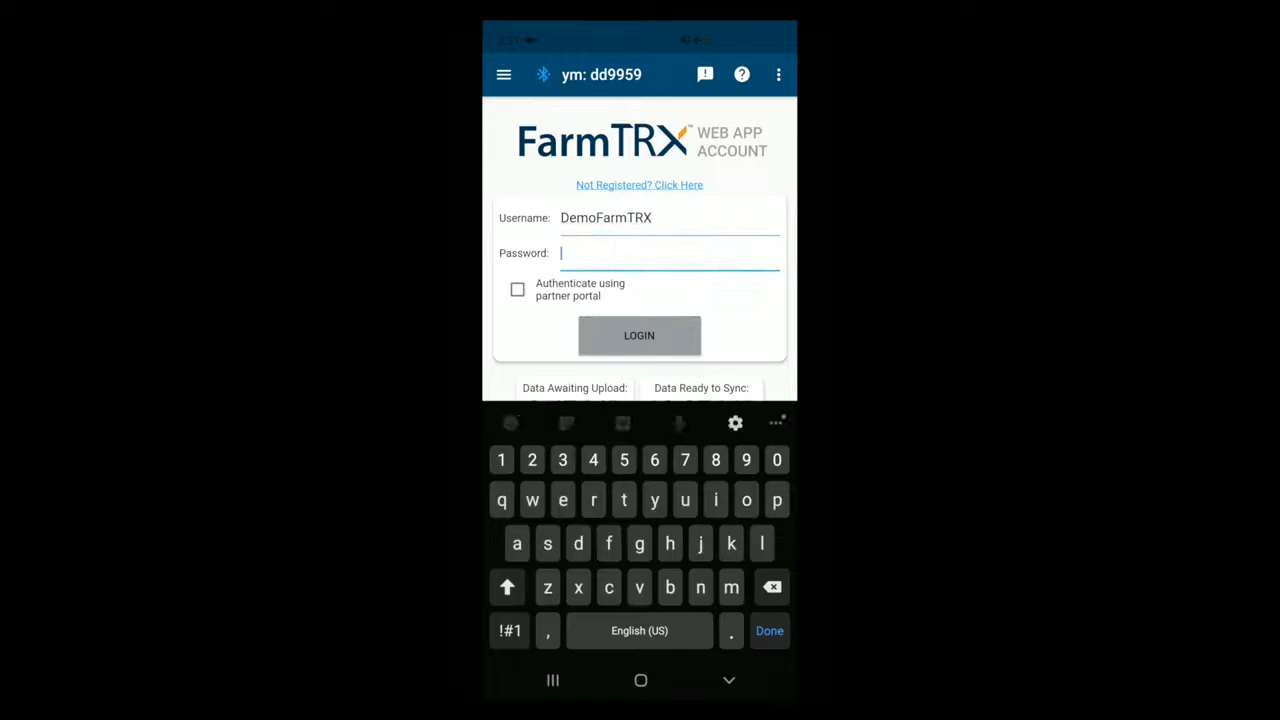 ym: dd9959
FarmTRX™ WEB APP ACCOUNT
Not Registered? Click Here
Username: DemoFarmTRX
Password:
Authenticate using
partner portal
LOGIN
Data Awaiting Upload: Data Ready to Sync:
1 2 3 4 5 6 7 8 9 0
q w e r t y u i o p
a s d f g h j k l
z x c v b n m
!#1 , English (US) . Done